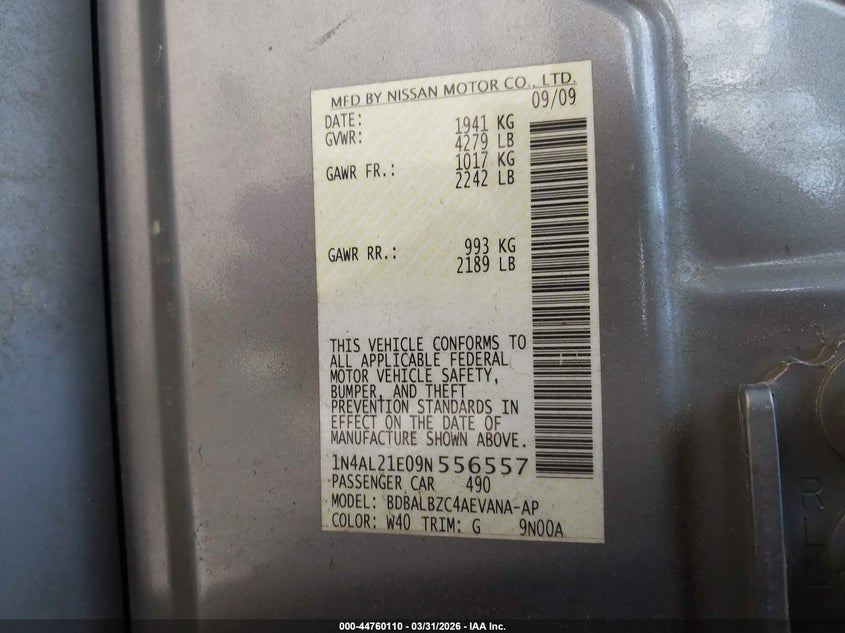 MFD BY NISSAN MOTOR CO., LTD.
DATE: 09/09
GVWR: 1941 KG
4279 LB
GAWR FR.: 1017 KG
2242 LB
GAWR RR.: 993 KG
2189 LB
THIS VEHICLE CONFORMS TO
ALL APPLICABLE FEDERAL
MOTOR VEHICLE SAFETY,
BUMPER, AND THEFT
PREVENTION STANDARDS IN
EFFECT ON THE DATE OF
MANUFACTURE SHOWN ABOVE.
1N4AL21E09N556557
PASSENGER CAR 490
MODEL: BDBALBZC4AEVANA-AP
COLOR: W40 TRIM: G 9N00A
R
H
L
000-44760110 - 03/31/2026 - IAA Inc.